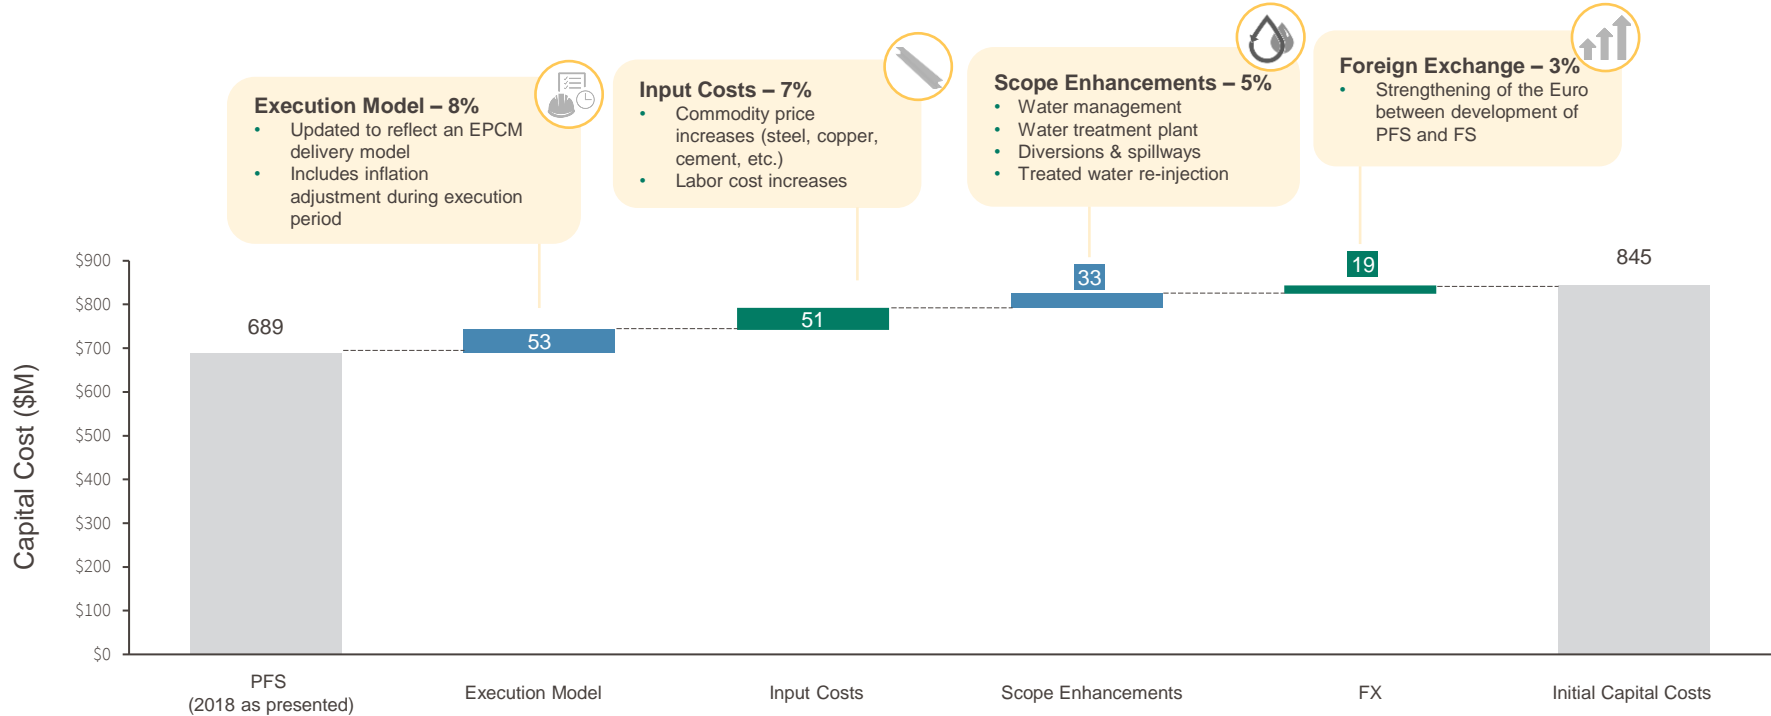 Execution Model – 8%
• Updated to reflect an EPCM
delivery model
• Includes inflation
adjustment during execution
period
Input Costs – 7%
• Commodity price
increases (steel, copper,
cement, etc.)
• Labor cost increases
Scope Enhancements – 5%
• Water management
• Water treatment plant
• Diversions & spillways
• Treated water re-injection
Foreign Exchange – 3%
• Strengthening of the Euro
between development of
PFS and FS
Capital Cost ($M)
$900
$800
$700
$600
$500
$400
$300
$200
$100
$0
689
53
51
33
19
845
PFS
(2018 as presented)
Execution Model
Input Costs
Scope Enhancements
FX
Initial Capital Costs